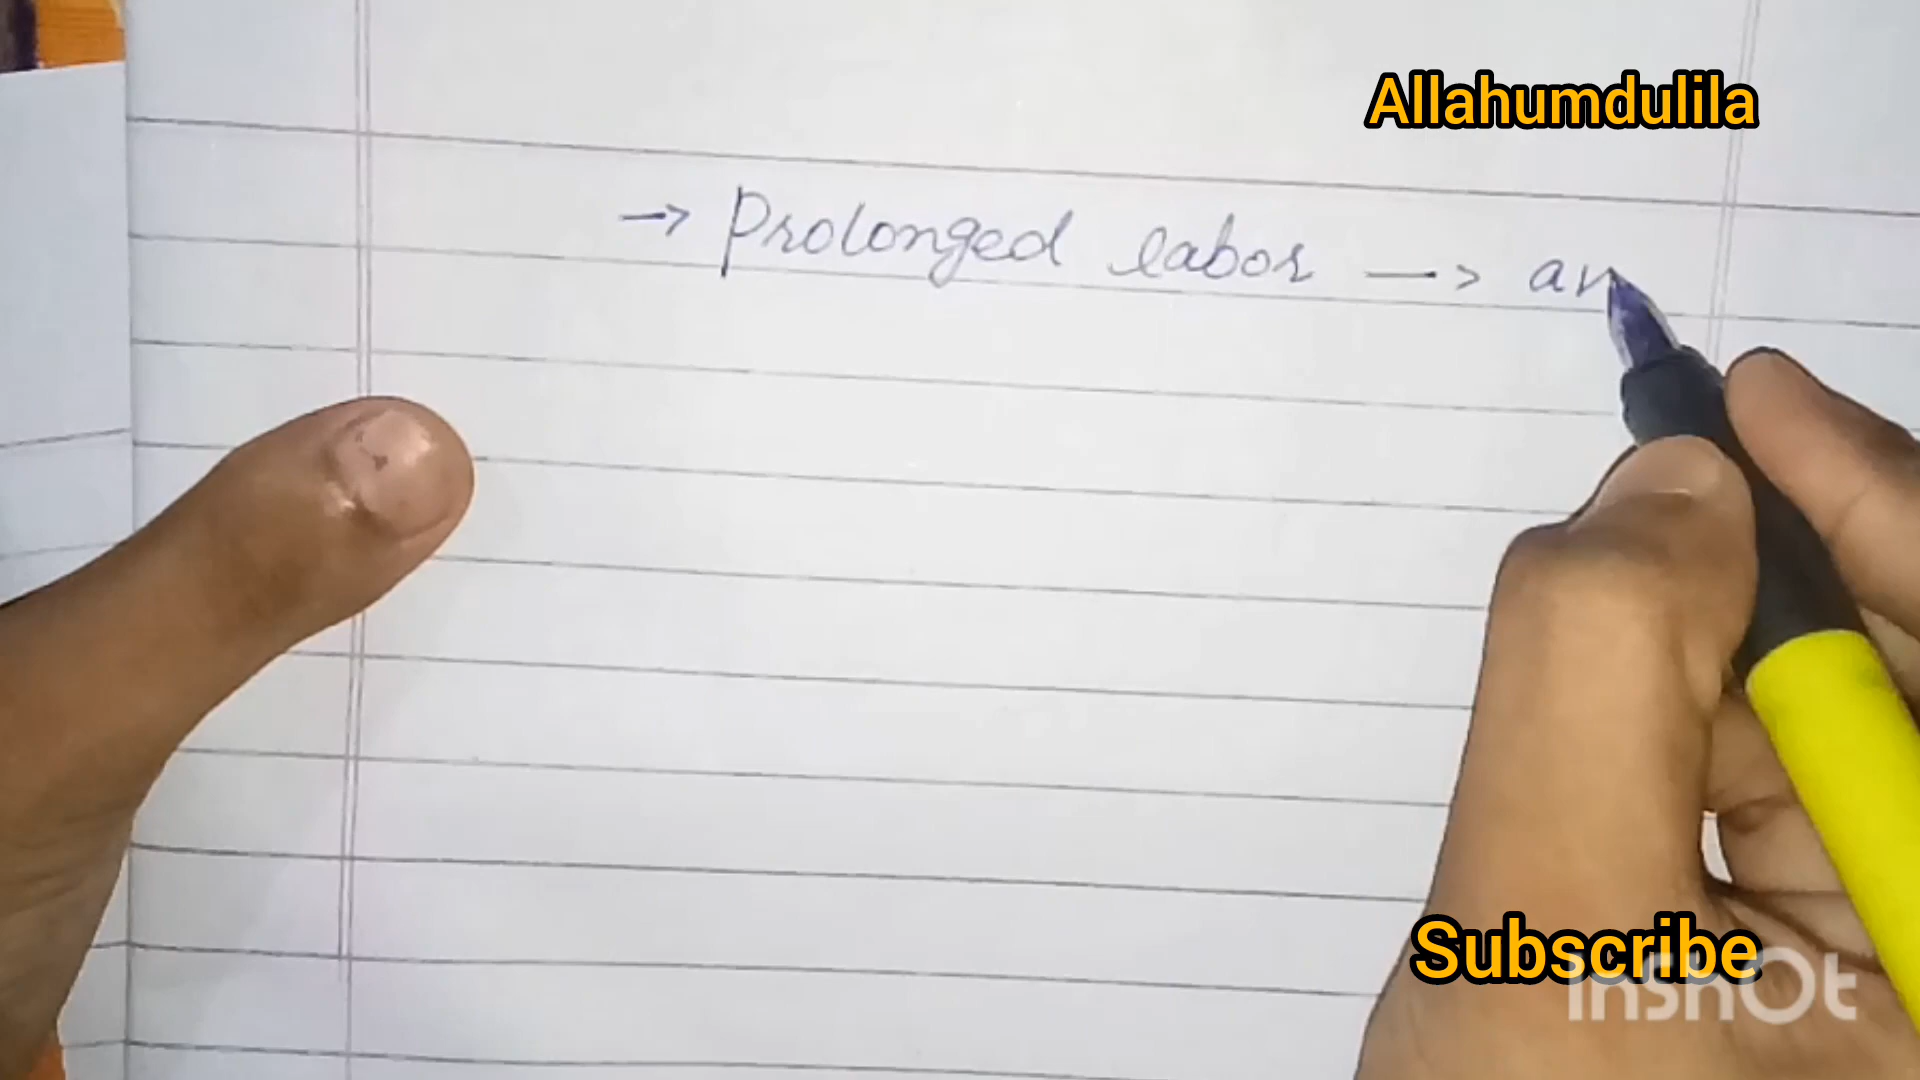 Allahumdulila
→ Prolonged labor → an
Subscribe
InShOt